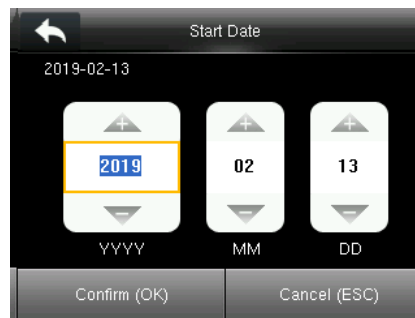 Start Date
2019-02-13
2019 02 13
YYYY MM DD
Confirm (OK) Cancel (ESC)